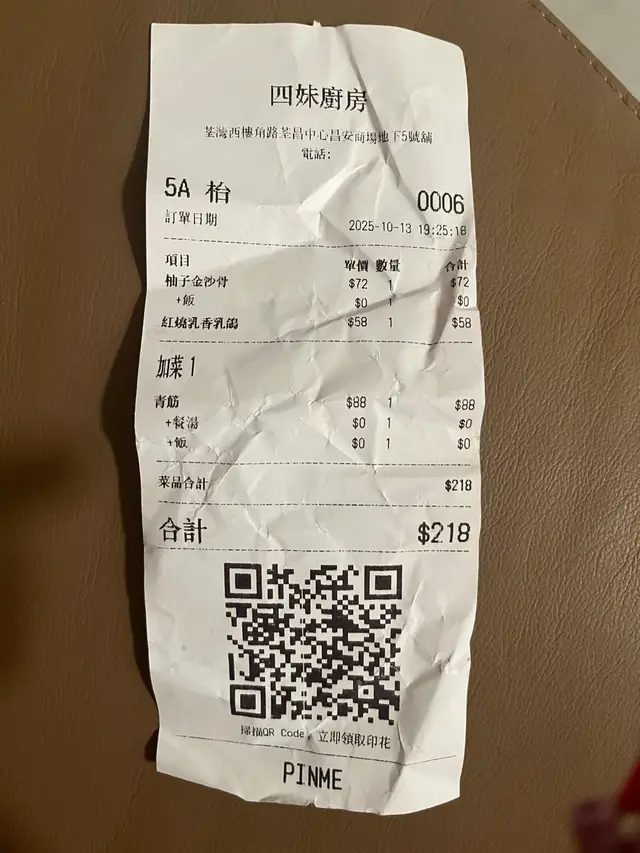 四妹廚房
荃灣西樓角路荃昌中心昌安商場地下5號舖
電話:
5A 枱 0006
訂單日期 2025-10-13 19:25:18
項目 單價 數量 合計
柚子金沙骨 $72 1 $72
+飯 $0 1 $0
紅燒乳香乳鴿 $58 1 $58
加菜 1
青筋 $88 1 $88
+餐湯 $0 1 $0
+飯 $0 1 $0
菜品合計 $218
合計 $218
掃描QR Code, 立即領取印花
PINME